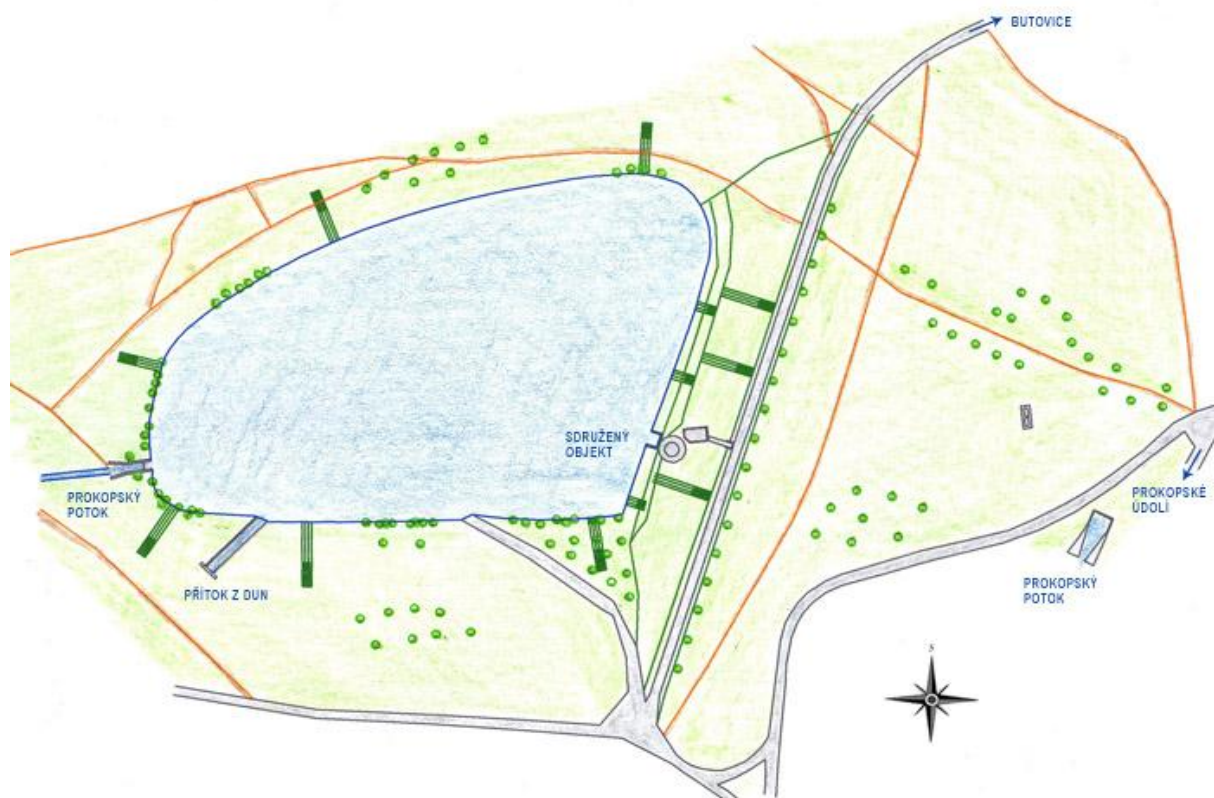 BUTOVICE
SDRUŽENÝ
OBJEKT
PROKOPSKÝ
POTOK
PROKOPSKÉ
ÚDOLÍ
PŘÍTOK Z DUN
PROKOPSKÝ
POTOK
S